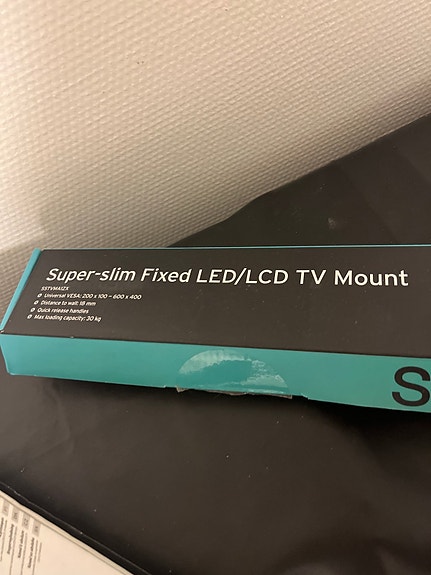 Super-slim Fixed LED/LCD TV Mount
SSTVMAI2X
Ø Universal VESA: 200 x 100 – 600 x 400
Ø Distance to wall: 18 mm
Ø Quick release handles
Ø Max loading capacity: 30 kg
S